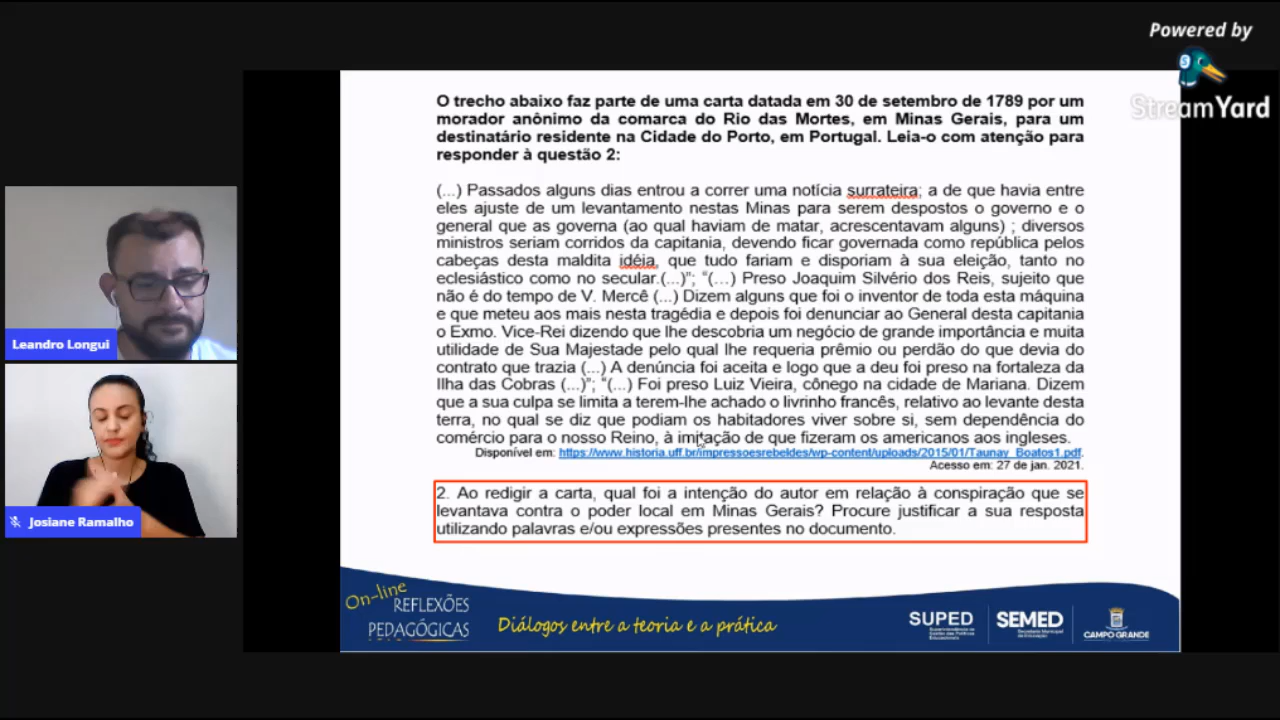 Powered by
StreamYard
O trecho abaixo faz parte de uma carta datada em 30 de setembro de 1789 por um
morador anônimo da comarca do Rio das Mortes, em Minas Gerais, para um
destinatário residente na Cidade do Porto, em Portugal. Leia-o com atenção para
responder à questão 2:
(...) Passados alguns dias entrou a correr uma notícia surrateira; a de que havia entre
eles ajuste de um levantamento nestas Minas para serem despostos o governo e o
general que as governa (ao qual haviam de matar, acrescentavam alguns) ; diversos
ministros seriam corridos da capitania, devendo ficar governada como república pelos
cabeças desta maldita idéia, que tudo fariam e disporiam à sua eleição, tanto no
eclesiástico como no secular.(...)”; “(...) Preso Joaquim Silvério dos Reis, sujeito que
não é do tempo de V. Mercê (...) Dizem alguns que foi o inventor de toda esta máquina
e que meteu aos mais nesta tragédia e depois foi denunciar ao General desta capitania
o Exmo. Vice-Rei dizendo que lhe descobria um negócio de grande importância e muita
utilidade de Sua Majestade pelo qual lhe requeria prêmio ou perdão do que devia do
contrato que trazia (...) A denúncia foi aceita e logo que a deu foi preso na fortaleza da
Ilha das Cobras (...)”; “(...) Foi preso Luiz Vieira, cônego na cidade de Mariana. Dizem
que a sua culpa se limita a terem-lhe achado o livrinho francês, relativo ao levante desta
terra, no qual se diz que podiam os habitadores viver sobre si, sem dependência do
comércio para o nosso Reino, à imitação de que fizeram os americanos aos ingleses.
Disponível em: https://www.historia.uff.br/impressoesrebeldes/wp-content/uploads/2015/01/Taunay_Boatos1.pdf.
Acesso em: 27 de jan. 2021.
2. Ao redigir a carta, qual foi a intenção do autor em relação à conspiração que se
levantava contra o poder local em Minas Gerais? Procure justificar a sua resposta
utilizando palavras e/ou expressões presentes no documento.
Leandro Longui
Josiane Ramalho
On-line
REFLEXÕES
PEDAGÓGICAS
Diálogos entre a teoria e a prática
SUPED
SEMED
CAMPO GRANDE